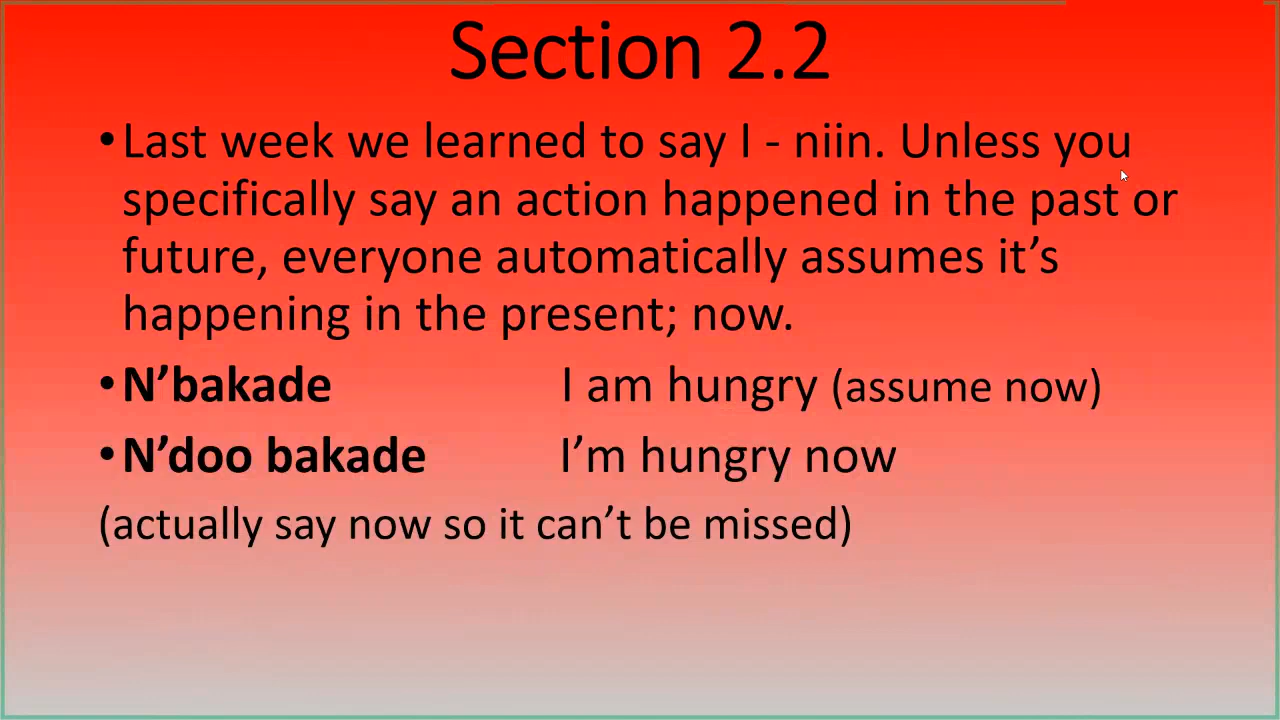 Section 2.2
•Last week we learned to say I - niin. Unless you
specifically say an action happened in the past or
future, everyone automatically assumes it’s
happening in the present; now.
•N’bakade I am hungry (assume now)
•N’doo bakade I’m hungry now
(actually say now so it can’t be missed)